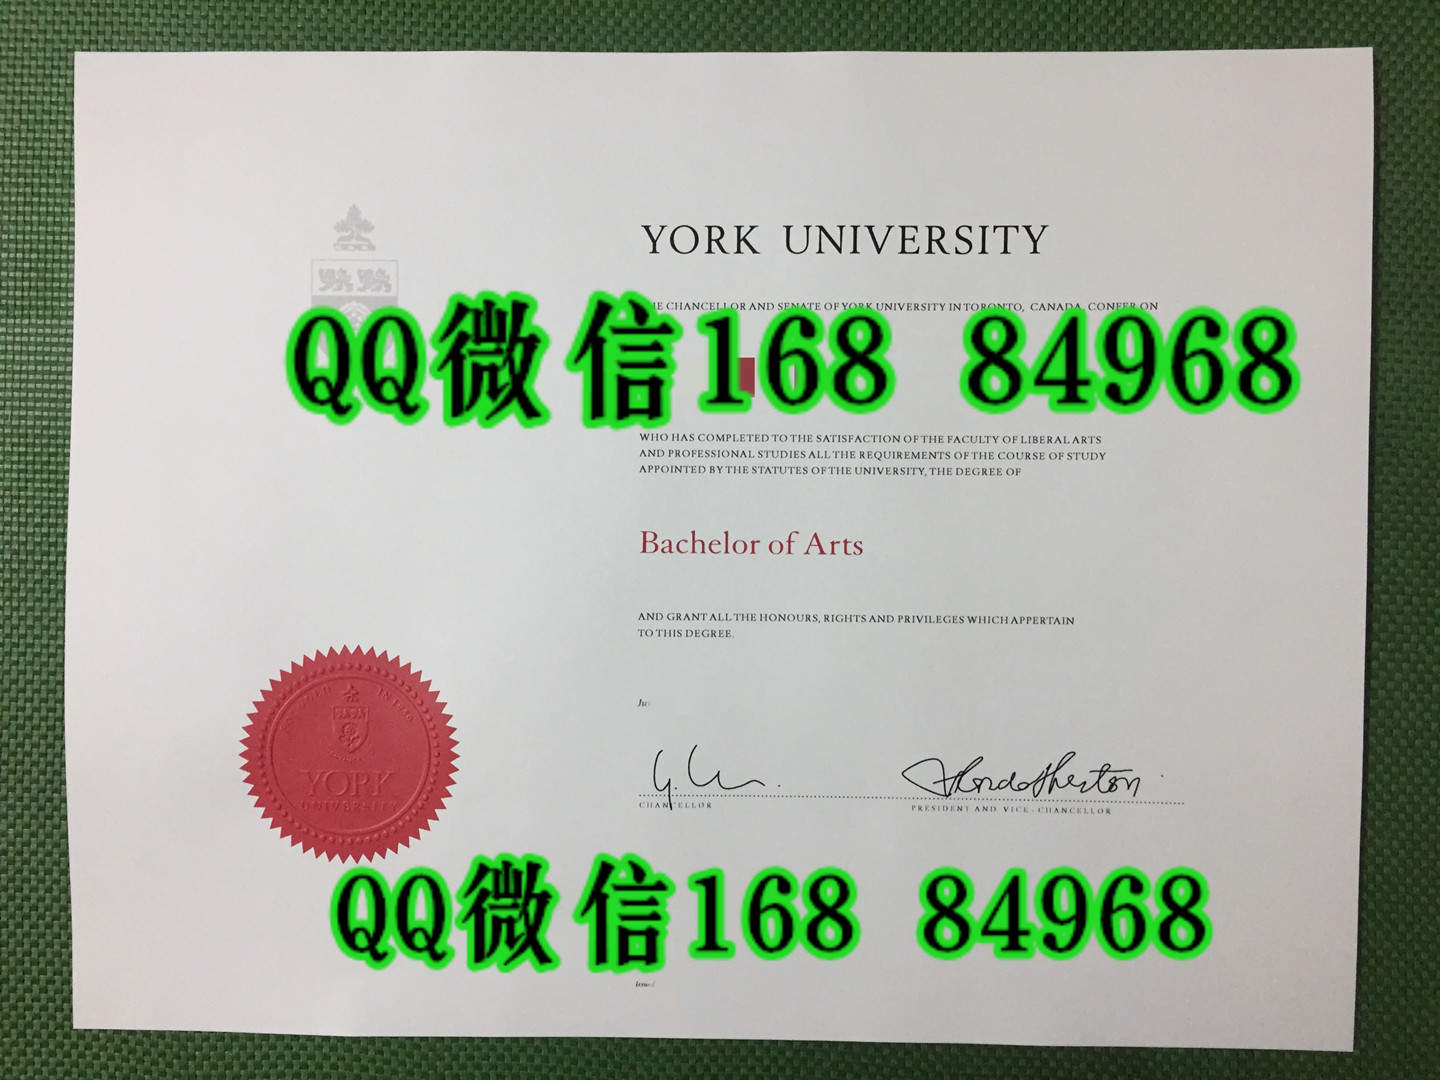 YORK UNIVERSITY
THE CHANCELLOR AND SENATE OF YORK UNIVERSITY IN TORONTO, CANADA, CONFER ON
QQ微信168 84968
WHO HAS COMPLETED TO THE SATISFACTION OF THE FACULTY OF LIBERAL ARTS
AND PROFESSIONAL STUDIES ALL THE REQUIREMENTS OF THE COURSE OF STUDY
APPOINTED BY THE STATUTES OF THE UNIVERSITY, THE DEGREE OF
Bachelor of Arts
AND GRANT ALL THE HONOURS, RIGHTS AND PRIVILEGES WHICH APPERTAIN
TO THIS DEGREE.
YORK
UNIVERSITY
CHANCELLOR
PRESIDENT AND VICE-CHANCELLOR
QQ微信168 84968